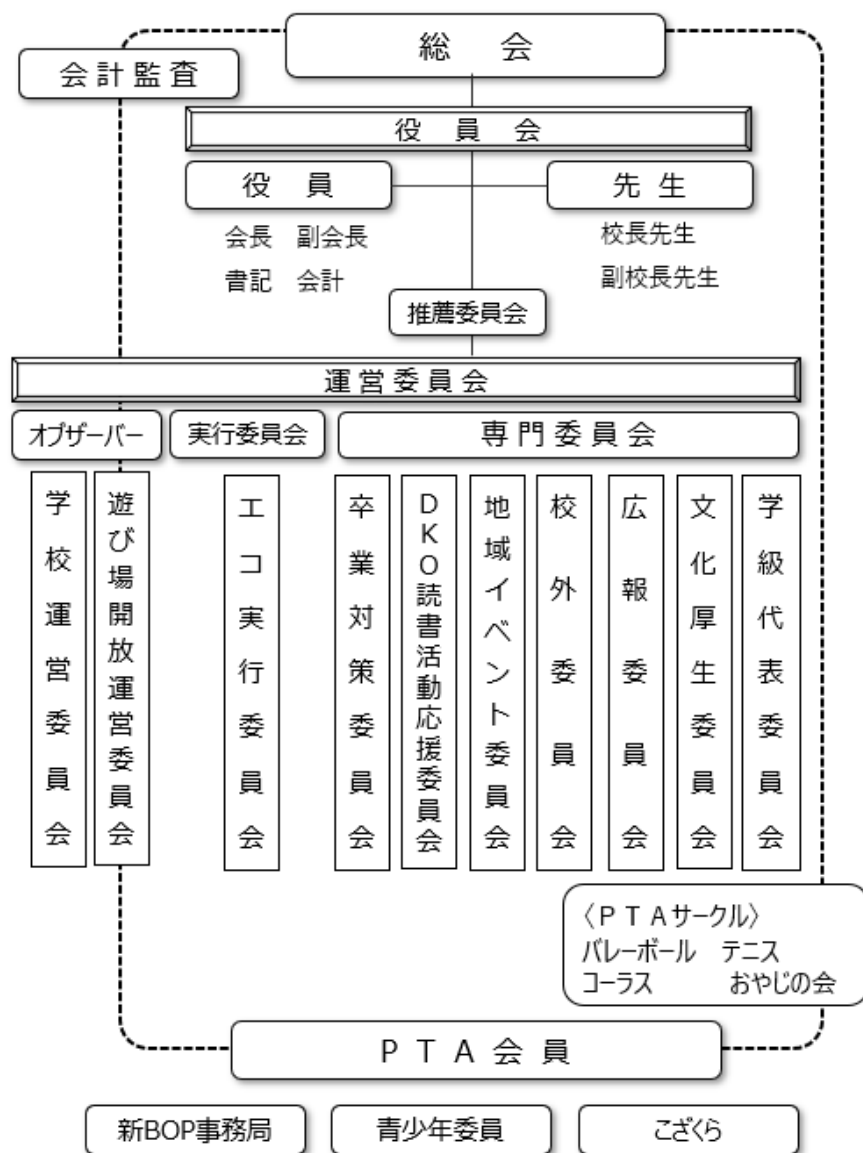 総　会
会計監査
役　員　会
役　員
先 生
会長　副会長
書記　会計
校長先生
副校長先生
推薦委員会
運営委員会
オブザーバー
実行委員会
専門委員会
学校運営委員会
遊び場開放運営委員会
エコ実行委員会
卒業対策委員会
DKO読書活動応援委員会
地域イベント委員会
校外委員会
広報委員会
文化厚生委員会
学級代表委員会
〈ＰＴＡサークル〉
バレーボール　テニス
コーラス　　　おやじの会
ＰＴＡ会員
新BOP事務局
青少年委員
こざくら